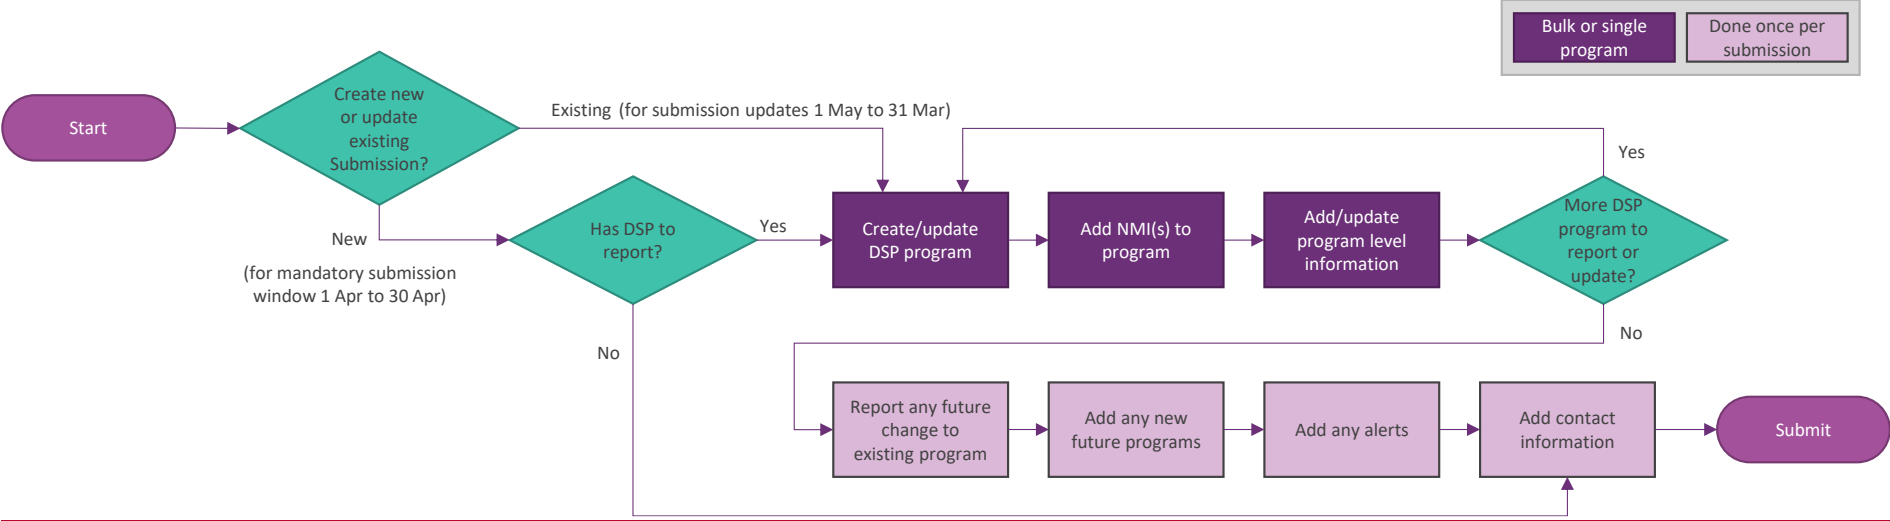 Bulk or single
program
Done once per
submission
Start
Create new
or update
existing
Submission?
Existing (for submission updates 1 May to 31 Mar)
New
(for mandatory submission
window 1 Apr to 30 Apr)
Has DSP to
report?
Yes
No
Create/update
DSP program
Add NMI(s) to
program
Add/update
program level
information
More DSP
program to
report or
update?
Yes
No
Report any future
change to
existing program
Add any new
future programs
Add any alerts
Add contact
information
Submit